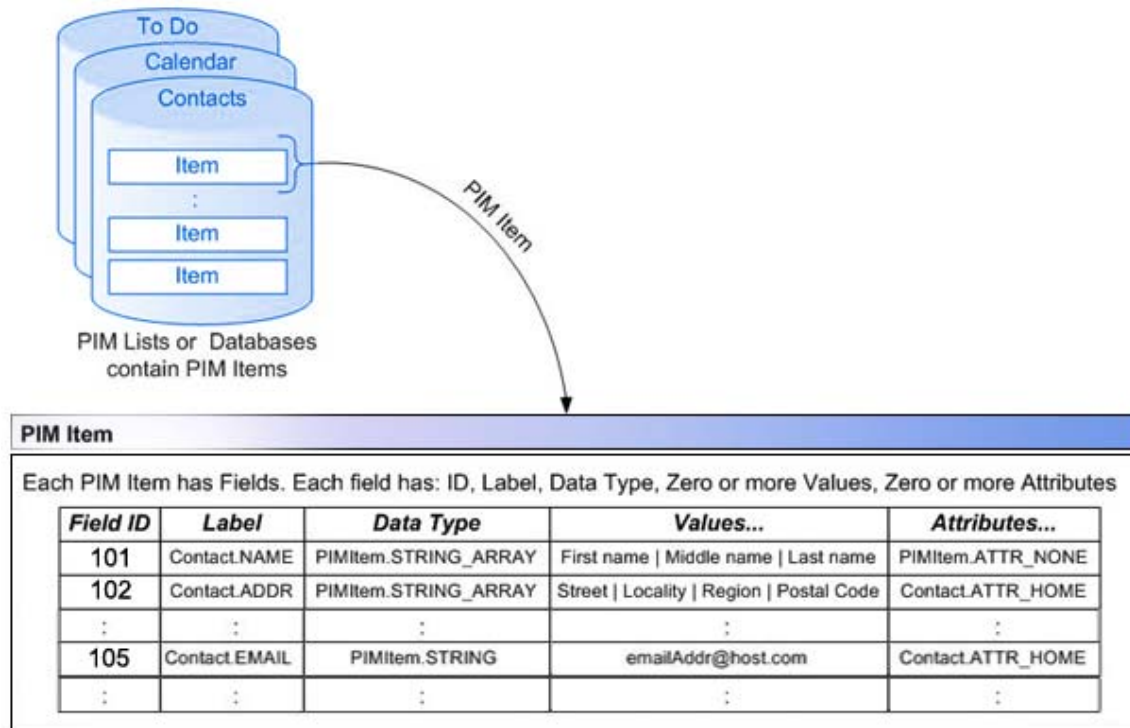 To Do
Calendar
Contacts
Item
:
Item
Item
PIM Item
PIM Lists or Databases
contain PIM Items
PIM Item
Each PIM Item has Fields. Each field has: ID, Label, Data Type, Zero or more Values, Zero or more Attributes
Field ID Label Data Type Values... Attributes...
101 Contact.NAME PIMItem.STRING_ARRAY First name | Middle name | Last name PIMItem.ATTR_NONE
102 Contact.ADDR PIMItem.STRING_ARRAY Street | Locality | Region | Postal Code Contact.ATTR_HOME
: : : : :
105 Contact.EMAIL PIMItem.STRING emailAddr@host.com Contact.ATTR_HOME
: : : : :